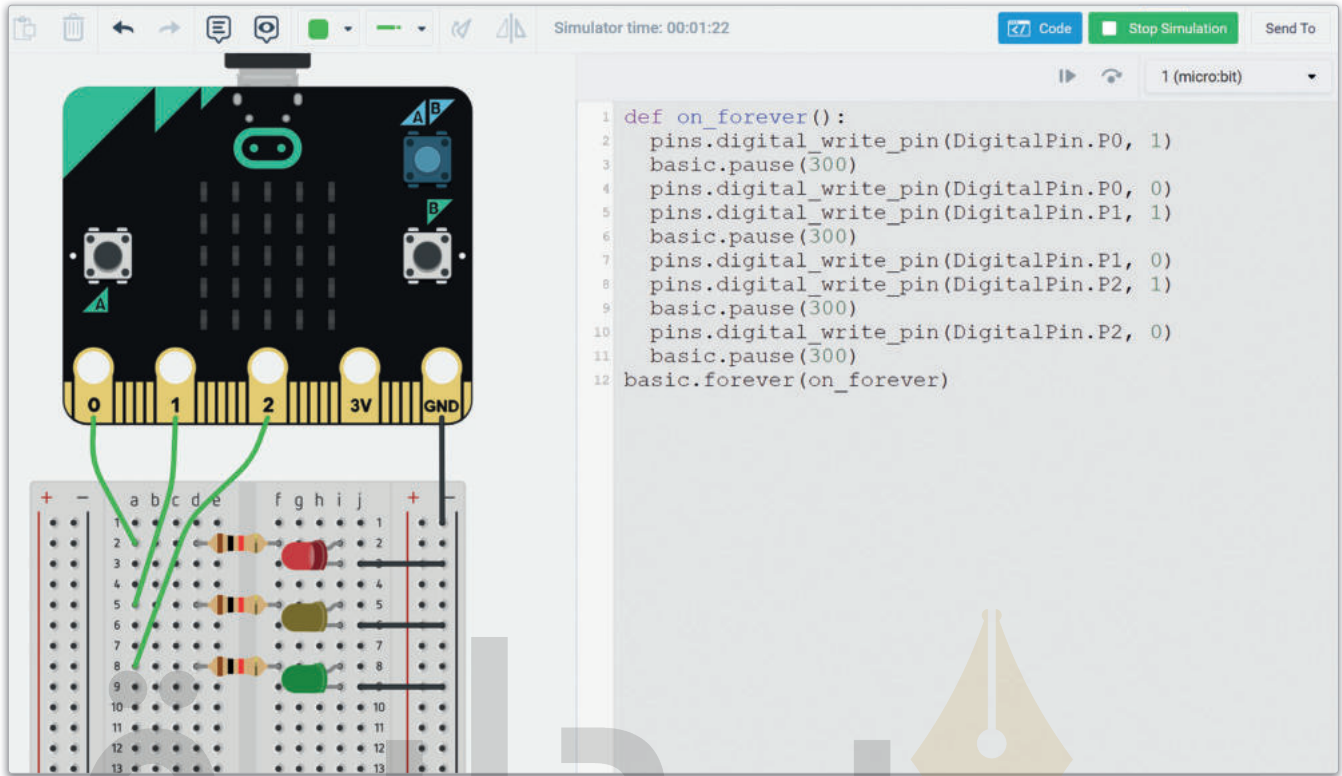 Simulator time: 00:01:22
Code
Stop Simulation
Send To
1 (micro:bit)
A B
B
A
0 1 2 3V GND
1 def on_forever():
2 pins.digital_write_pin(DigitalPin.P0, 1)
3 basic.pause(300)
4 pins.digital_write_pin(DigitalPin.P0, 0)
5 pins.digital_write_pin(DigitalPin.P1, 1)
6 basic.pause(300)
7 pins.digital_write_pin(DigitalPin.P1, 0)
8 pins.digital_write_pin(DigitalPin.P2, 1)
9 basic.pause(300)
10 pins.digital_write_pin(DigitalPin.P2, 0)
11 basic.pause(300)
12 basic.forever(on_forever)
+ − a b c d e f g h i j + −
1 1
2 2
3 3
4 4
5 5
6 6
7 7
8 8
9 9
10 10
11 11
12 12
13 13